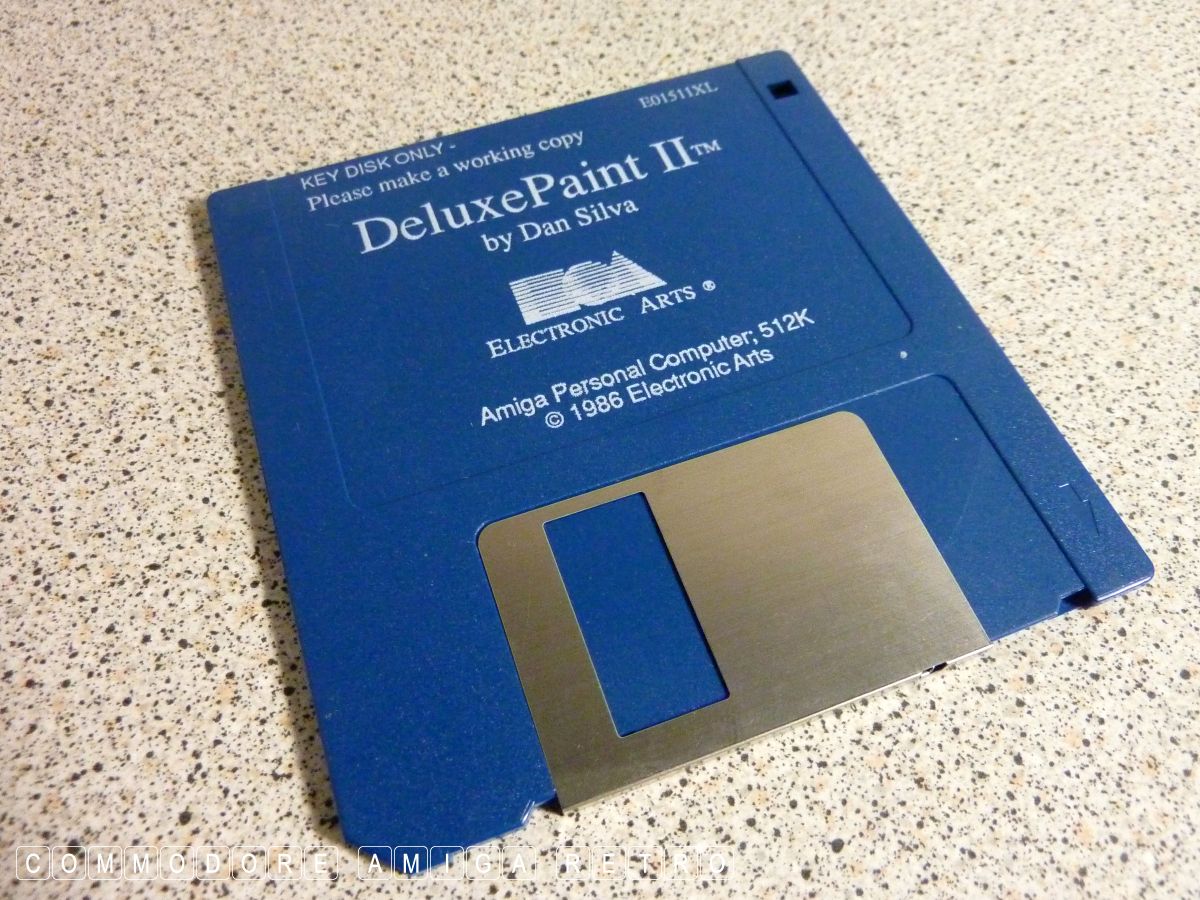 E01511XL
KEY DISK ONLY -
Please make a working copy
DeluxePaint II™
by Dan Silva
ELECTRONIC ARTS ®
Amiga Personal Computer; 512K
© 1986 Electronic Arts
COMMODORE AMIGA RETRO